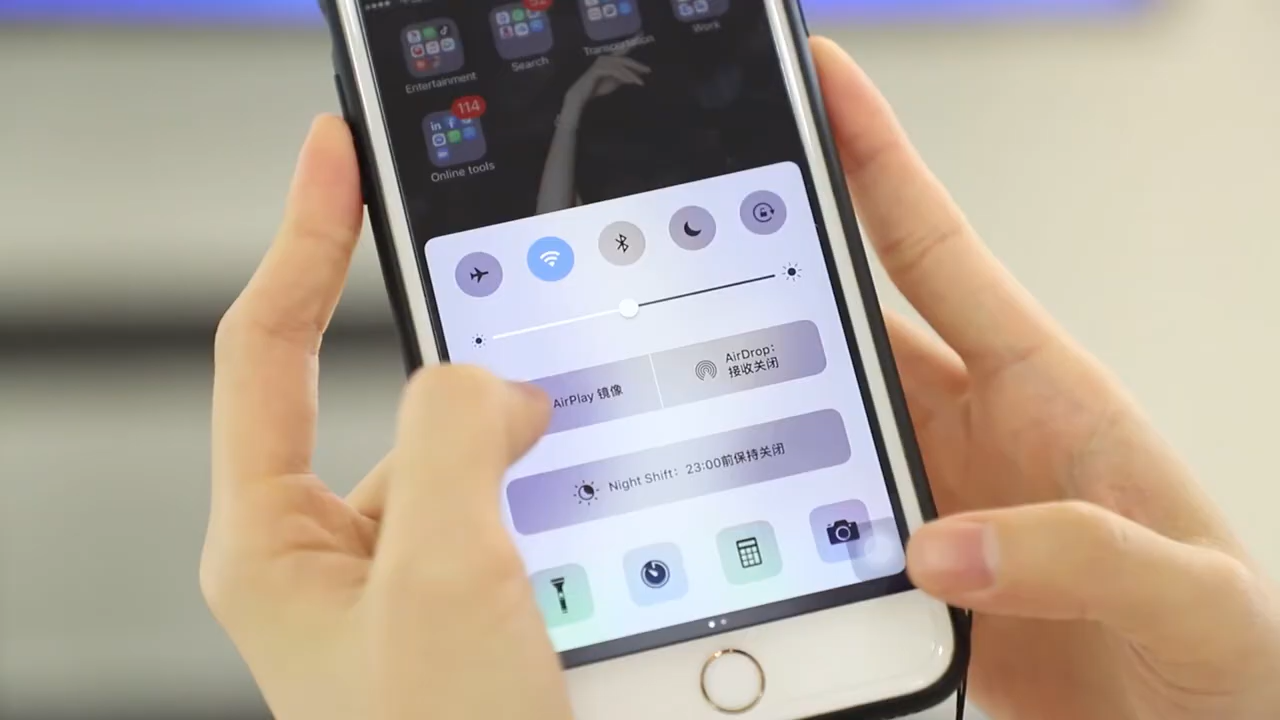 Entertainment
Search
Transportation
Work
114
in f
Online tools
AirPlay 镜像
AirDrop:
接收关闭
Night Shift: 23:00前保持关闭